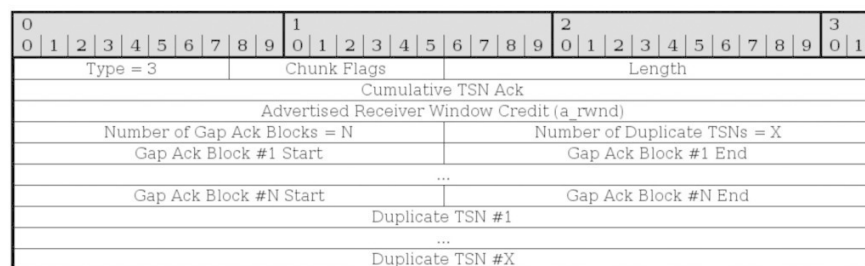 0 1 2 3
0 1 2 3 4 5 6 7 8 9 0 1 2 3 4 5 6 7 8 9 0 1 2 3 4 5 6 7 8 9 0 1
Type = 3 Chunk Flags Length
Cumulative TSN Ack
Advertised Receiver Window Credit (a_rwnd)
Number of Gap Ack Blocks = N Number of Duplicate TSNs = X
Gap Ack Block #1 Start Gap Ack Block #1 End
...
Gap Ack Block #N Start Gap Ack Block #N End
Duplicate TSN #1
...
Duplicate TSN #X